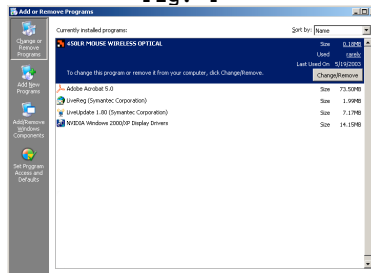 Fig. 1
Add or Remove Programs
Currently installed programs:
Sort by: Name
Change or Remove Programs
Add New Programs
Add/Remove Windows Components
Set Program Access and Defaults
450LR MOUSE WIRELESS OPTICAL
Size 0.18MB
Used rarely
Last Used On 5/19/2003
To change this program or remove it from your computer, click Change/Remove.
Change/Remove
Adobe Acrobat 5.0 Size 73.50MB
LiveReg (Symantec Corporation) Size 1.99MB
LiveUpdate 1.80 (Symantec Corporation) Size 7.17MB
NVIDIA Windows 2000/XP Display Drivers Size 14.15MB